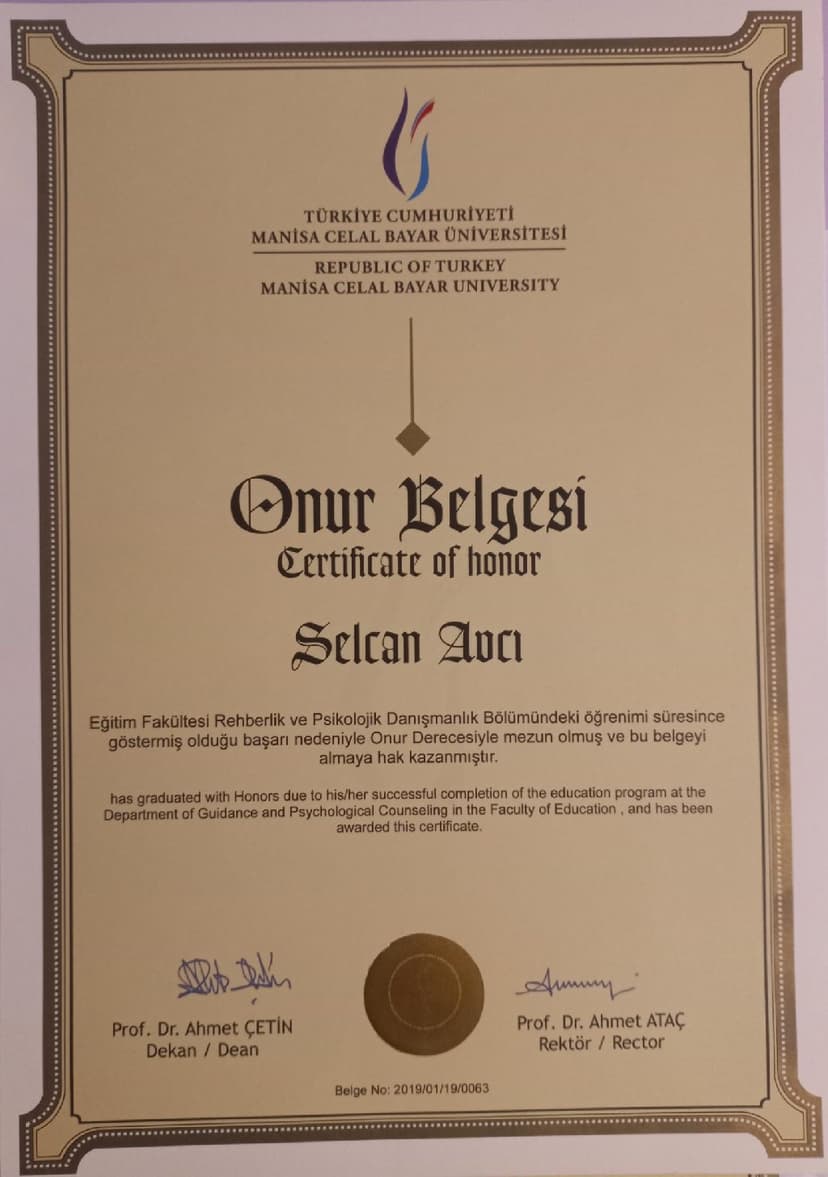 TÜRKİYE CUMHURİYETİ
MANİSA CELAL BAYAR ÜNİVERSİTESİ
REPUBLIC OF TURKEY
MANİSA CELAL BAYAR UNIVERSITY
Onur Belgesi
Certificate of honor
Selcan Avcı
Eğitim Fakültesi Rehberlik ve Psikolojik Danışmanlık Bölümündeki öğrenimi süresince
göstermiş olduğu başarı nedeniyle Onur Derecesiyle mezun olmuş ve bu belgeyi
almaya hak kazanmıştır.
has graduated with Honors due to his/her successful completion of the education program at the
Department of Guidance and Psychological Counseling in the Faculty of Education , and has been
awarded this certificate.
Prof. Dr. Ahmet ÇETİN
Dekan / Dean
Prof. Dr. Ahmet ATAÇ
Rektör / Rector
Belge No: 2019/01/19/0063